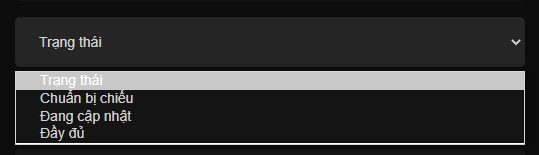 Trạng thái
Trạng thái
Chuẩn bị chiếu
Đang cập nhật
Đầy đủ